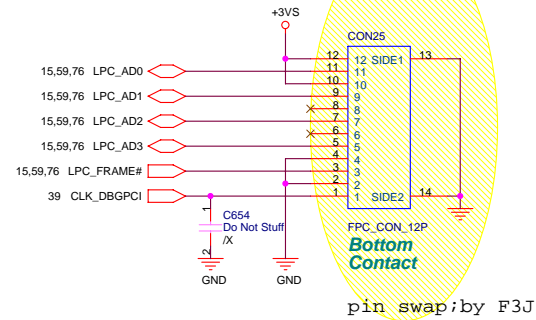 +3VS
CON25
12 12 SIDE1 13
15,59,76 LPC_AD0 11 11
10 10
15,59,76 LPC_AD1 9 9
8 8
15,59,76 LPC_AD2 7 7
6 6
15,59,76 LPC_AD3 5 5
4 4
15,59,76 LPC_FRAME# 3 3
2 2
39 CLK_DBGPCI 1 1 SIDE2 14
1
C654
Do Not Stuff
/X
2
FPC_CON_12P
Bottom
Contact
GND GND
pin swap;by F3J